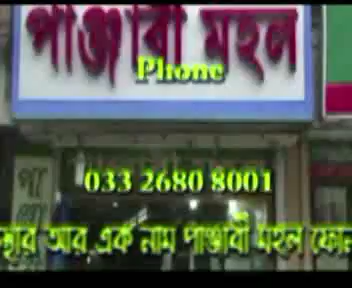 পাঞ্জাবী মহল
Phone
033 2680 8001
পা
স্থার আর এক নাম পাঞ্জাবী মহল ফোন